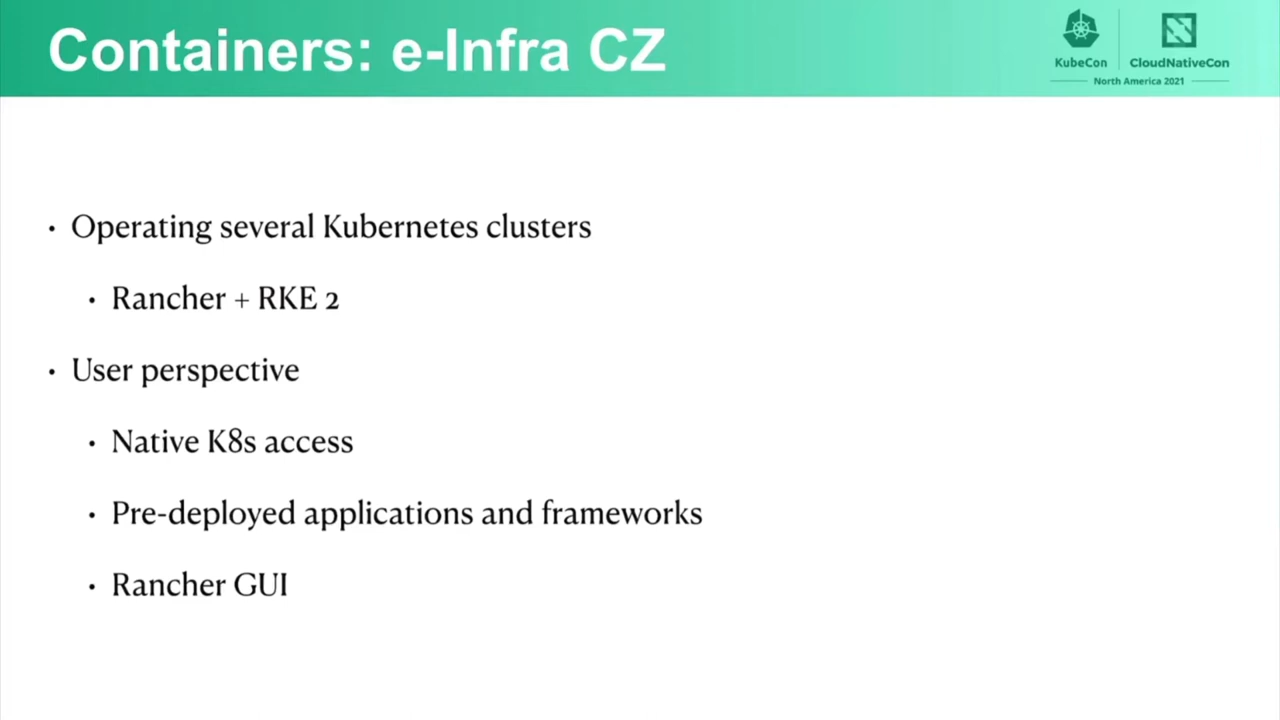 Containers: e-Infra CZ
KubeCon
CloudNativeCon
North America 2021
• Operating several Kubernetes clusters
• Rancher + RKE 2
• User perspective
• Native K8s access
• Pre-deployed applications and frameworks
• Rancher GUI